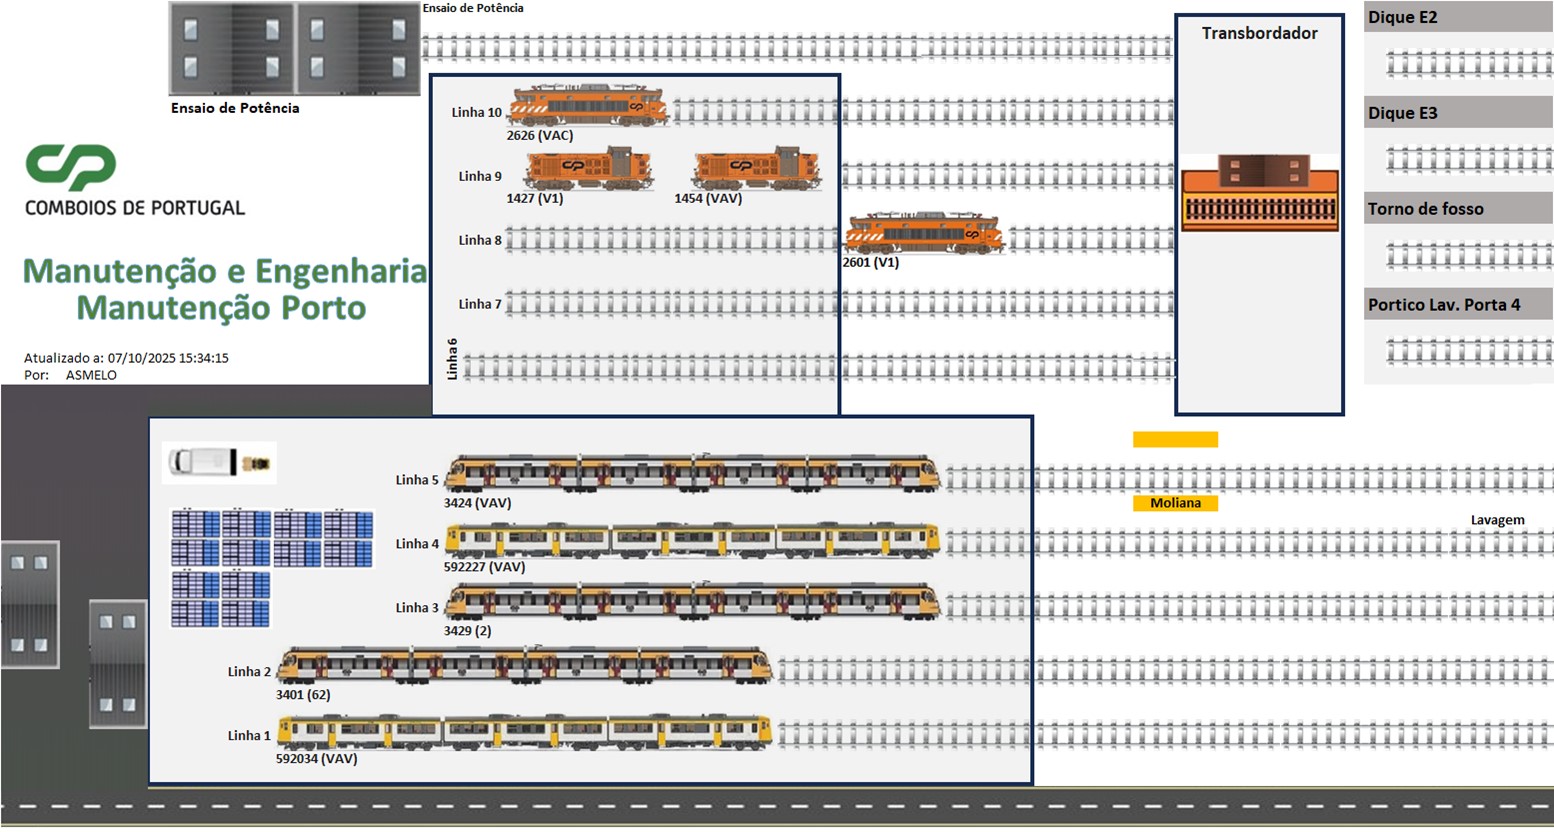 Ensaio de Potência
Ensaio de Potência
Transbordador
Dique E2
Dique E3
Torno de fosso
Portico Lav. Porta 4
CP
COMBOIOS DE PORTUGAL
Manutenção e Engenharia
Manutenção Porto
Atualizado a: 07/10/2025 15:34:15
Por: ASMELO
Linha 10
2626 (VAC)
Linha 9
1427 (V1)
1454 (VAV)
Linha 8
2601 (V1)
Linha 7
Linha 6
Linha 5
3424 (VAV)
Moliana
Lavagem
Linha 4
592227 (VAV)
Linha 3
3429 (2)
Linha 2
3401 (62)
Linha 1
592034 (VAV)